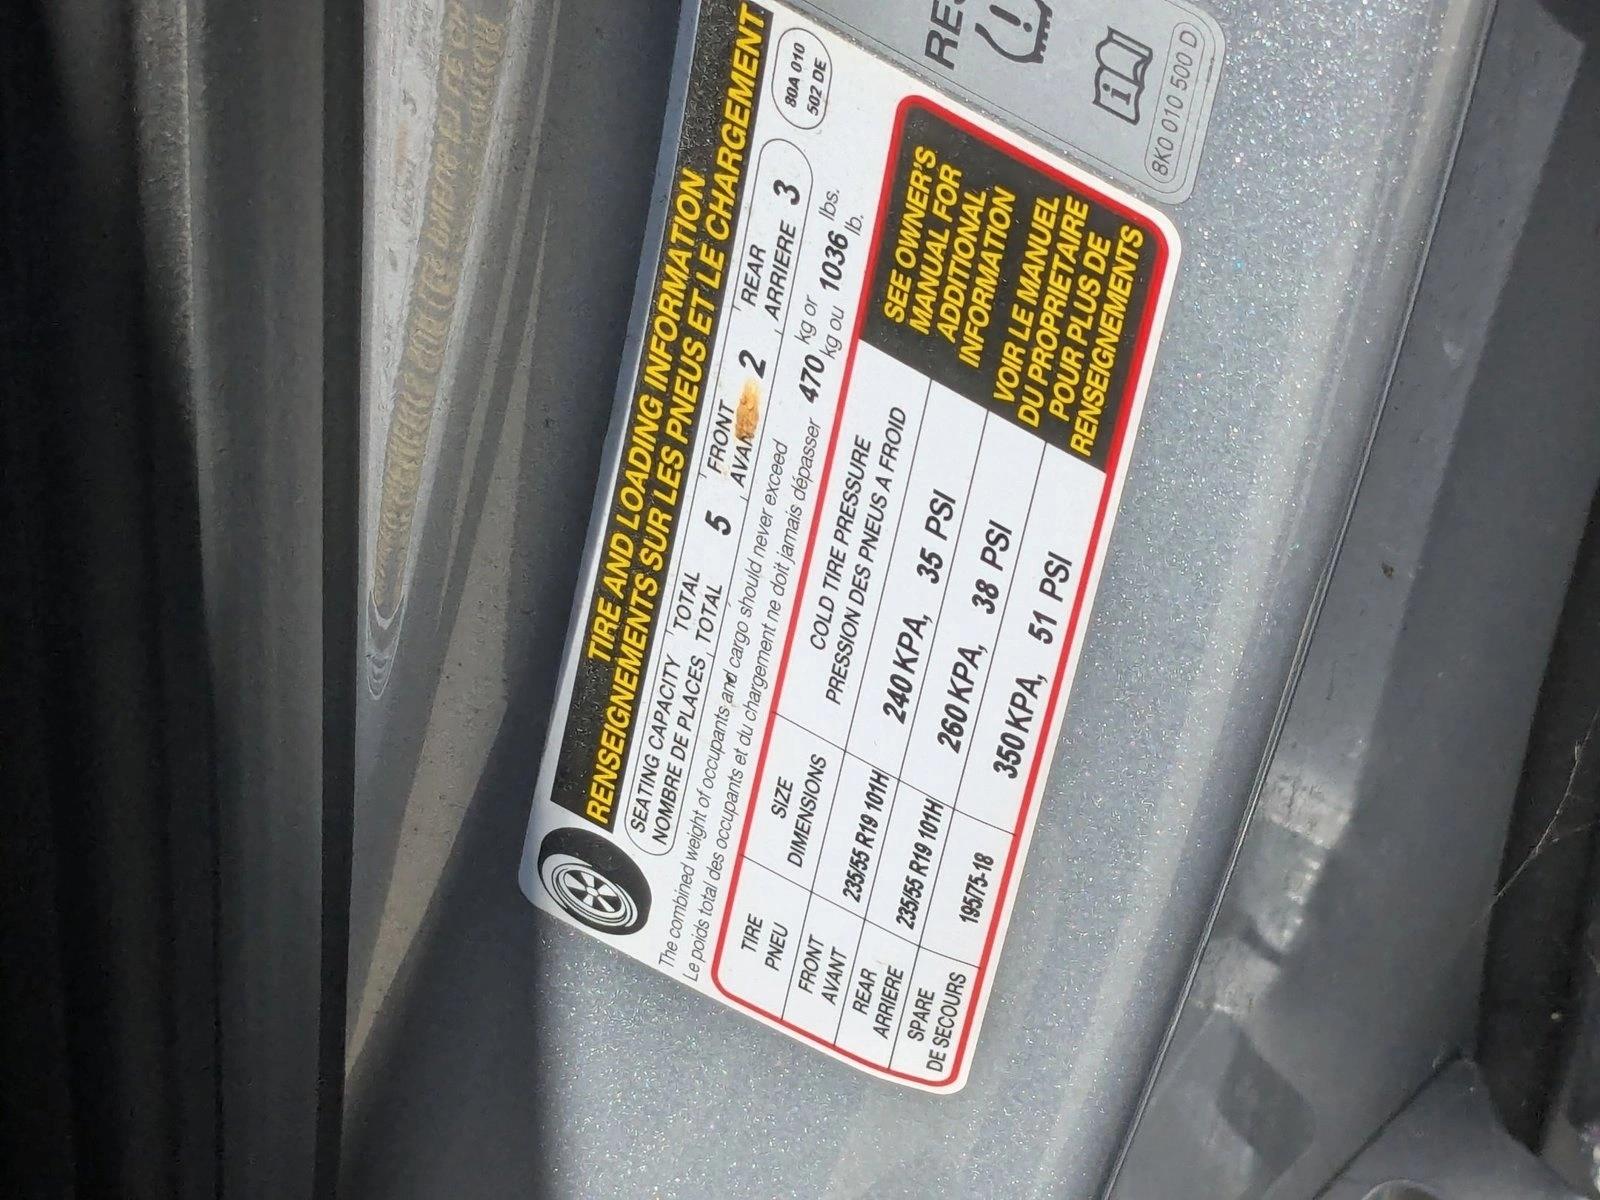 TIRE AND LOADING INFORMATION
RENSEIGNEMENTS SUR LES PNEUS ET LE CHARGEMENT
SEATING CAPACITY TOTAL 5 FRONT 2 REAR 3
NOMBRE DE PLACES TOTAL AVANT ARRIERE
80A 010
502 DE
The combined weight of occupants and cargo should never exceed 470 kg or 1036 lbs.
Le poids total des occupants et du chargement ne doit jamais dépasser kg ou lb.
TIRE SIZE COLD TIRE PRESSURE
PNEU DIMENSIONS PRESSION DES PNEUS A FROID
FRONT
AVANT 235/55 R19 101H 240 KPA, 35 PSI
REAR
ARRIERE 235/55 R19 101H 260 KPA, 38 PSI
SPARE
DE SECOURS 195/75-18 350 KPA, 51 PSI
SEE OWNER'S
MANUAL FOR
ADDITIONAL
INFORMATION
VOIR LE MANUEL
DU PROPRIETAIRE
POUR PLUS DE
RENSEIGNEMENTS
8K0 010 500 D